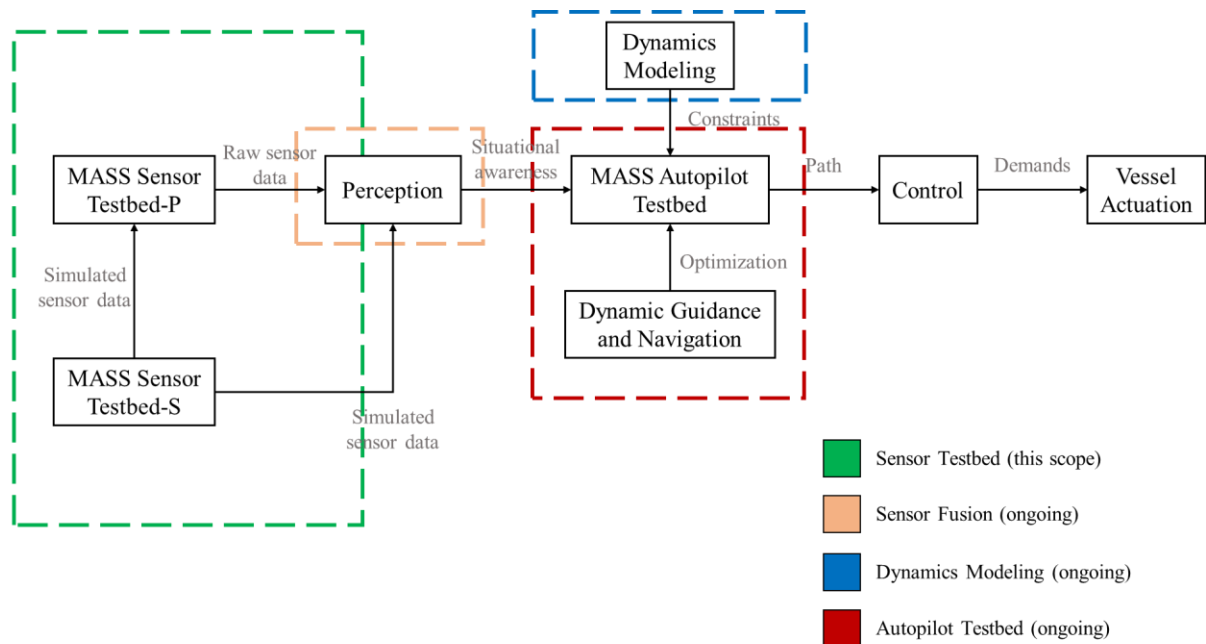 Dynamics
Modeling
Constraints
Raw sensor
data
Situational
awareness
MASS Sensor
Testbed-P
Perception
MASS Autopilot
Testbed
Path
Control
Demands
Vessel
Actuation
Simulated
sensor data
Optimization
Dynamic Guidance
and Navigation
MASS Sensor
Testbed-S
Simulated
sensor data
Sensor Testbed (this scope)
Sensor Fusion (ongoing)
Dynamics Modeling (ongoing)
Autopilot Testbed (ongoing)